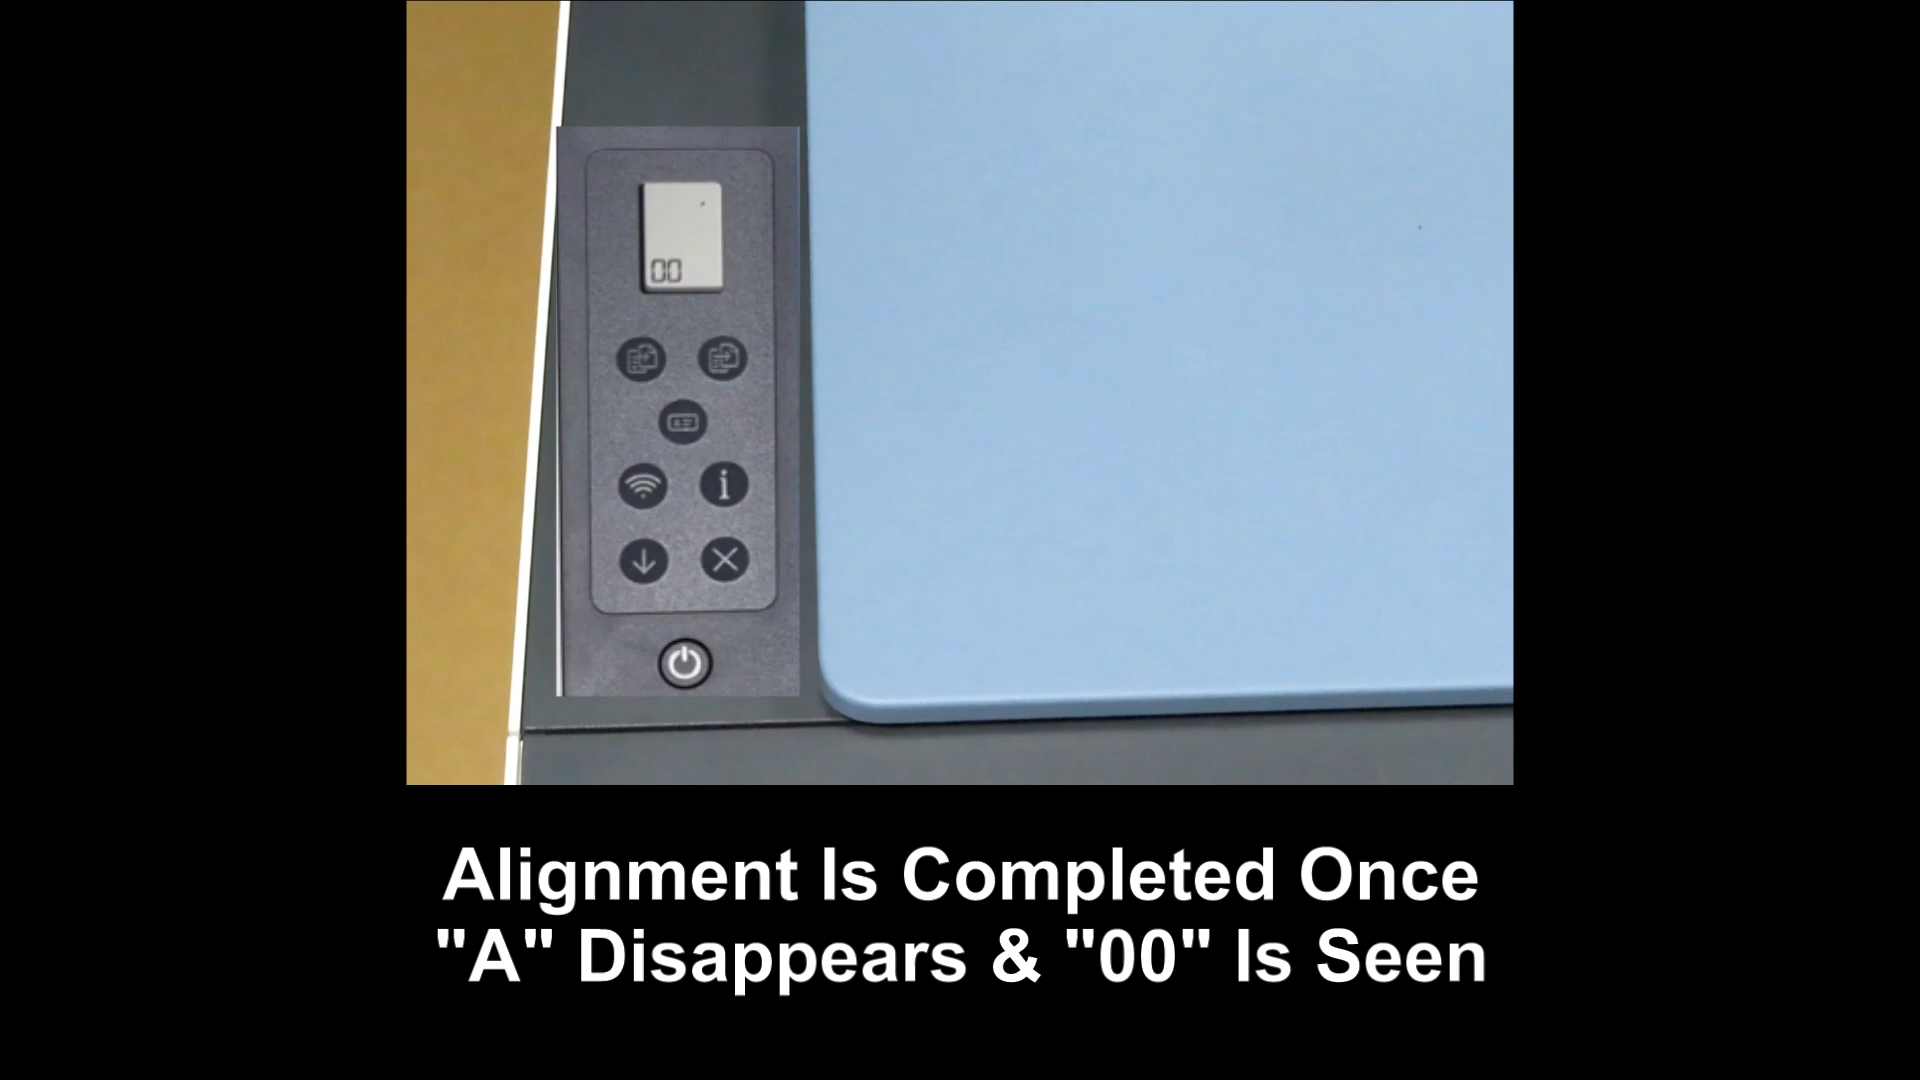 00
i
Alignment Is Completed Once
"A" Disappears & "00" Is Seen